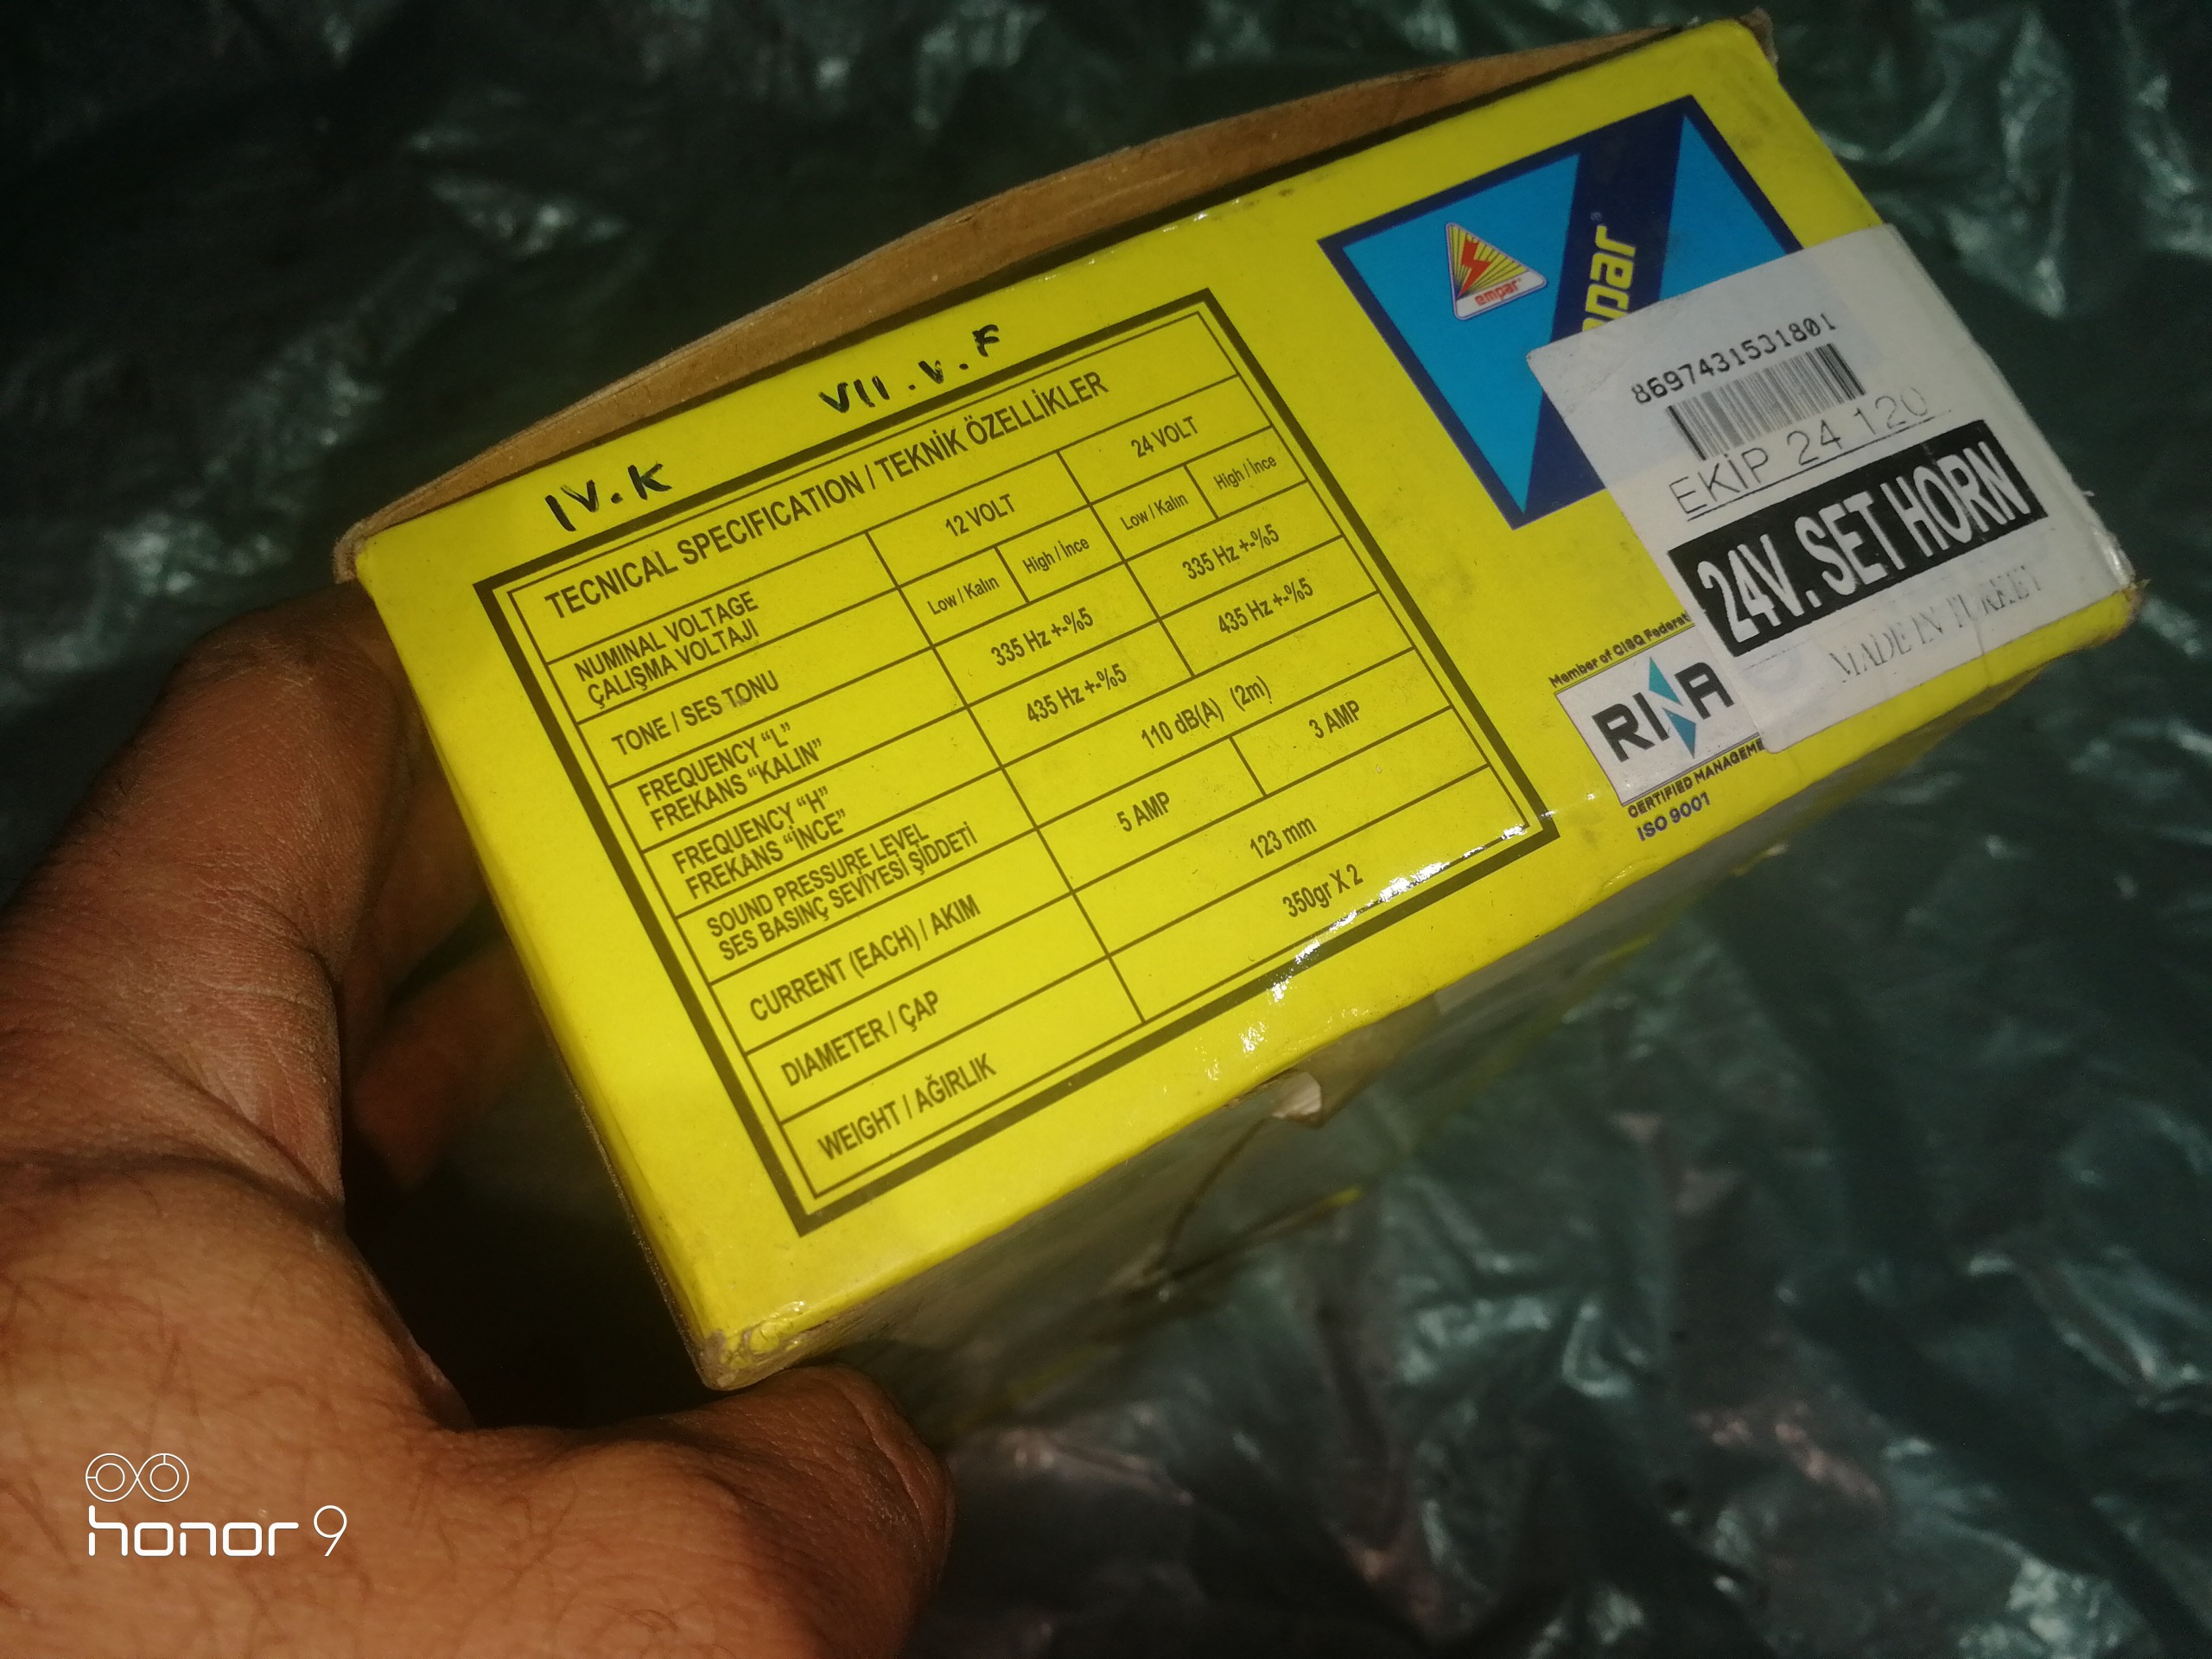 IV.K
VII.V.F
TECNICAL SPECIFICATION / TEKNİK ÖZELLİKLER
NUMINAL VOLTAGE
ÇALIŞMA VOLTAJI
12 VOLT
24 VOLT
TONE / SES TONU
Low / Kalın
High / İnce
Low / Kalın
High / İnce
FREQUENCY "L"
FREKANS "KALIN"
335 Hz +-%5
335 Hz +-%5
FREQUENCY "H"
FREKANS "İNCE"
435 Hz +-%5
435 Hz +-%5
SOUND PRESSURE LEVEL
SES BASINÇ SEVİYESİ ŞİDDETİ
110 dB(A) (2m)
CURRENT (EACH) / AKIM
5 AMP
3 AMP
DIAMETER / ÇAP
123 mm
WEIGHT / AĞIRLIK
350gr X 2
empar
8697431531801
EKİP 24 120
24V. SET HORN
MADE IN TURKEY
Member of CISQ
RINA
CERTIFIED
ISO 9001
honor 9